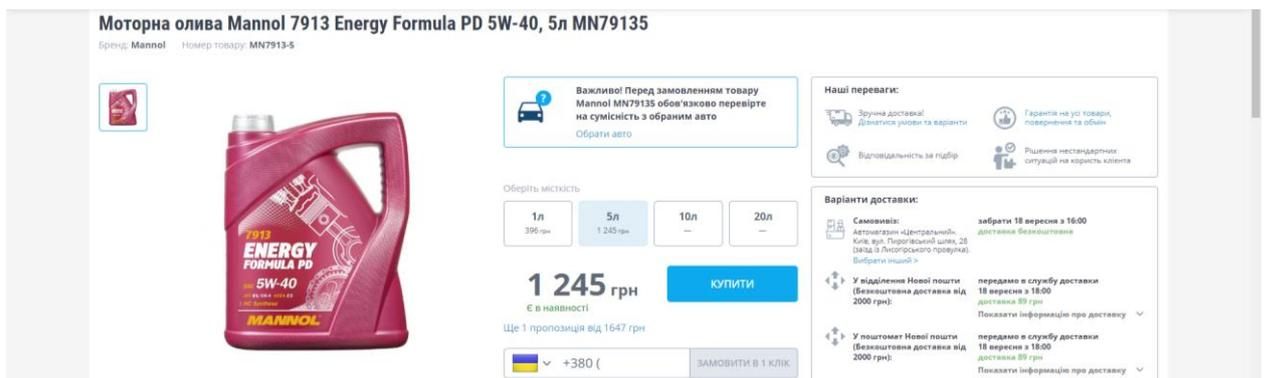 Моторна олива Mannol 7913 Energy Formula PD 5W-40, 5л MN79135
Бренд: Mannol Номер товару: MN7913-5
7913
ENERGY
FORMULA PD
SAE 5W-40
HC Synthese
MANNOL
Важливо! Перед замовленням товару
Mannol MN79135 обов'язково перевірте
на сумісність з обраним авто
Обрати авто
Оберіть місткість
1л
396 грн
5л
1 245 грн
10л
—
20л
—
1 245 грн
КУПИТИ
Є в наявності
Ще 1 пропозиція від 1647 грн
+380 (
ЗАМОВИТИ В 1 КЛІК
Наші переваги:
Зручна доставка!
Дізнатися умови та варіанти
Гарантія на усі товари,
повернення та обмін
Відповідальність за підбір
Рішення нестандартних
ситуацій на користь клієнта
Варіанти доставки:
Самовивіз:
Автомагазин «Центральний».
Київ, вул. Пирогівський шлях, 28
(заїзд із Лисогірського провулка).
Вибрати інший >
забрати 18 вересня з 16:00
доставка безкоштовна
У відділення Нової пошти
(Безкоштовна доставка від
2000 грн):
передамо в службу доставки
18 вересня з 18:00
доставка 89 грн
Показати інформацію про доставку
У поштомат Нової пошти
(Безкоштовна доставка від
2000 грн):
передамо в службу доставки
18 вересня з 18:00
доставка 89 грн
Показати інформацію про доставку